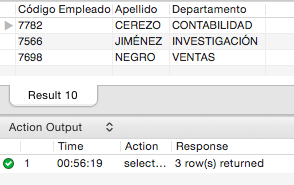 Código Empleado Apellido Departamento
7782 CEREZO CONTABILIDAD
7566 JIMÉNEZ INVESTIGACIÓN
7698 NEGRO VENTAS
Result 10
Action Output
Time Action Response
1 00:56:19 select... 3 row(s) returned